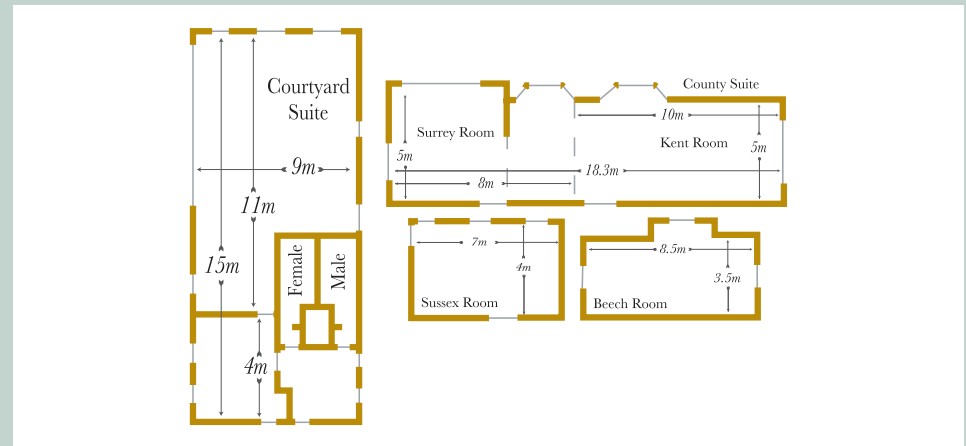 Courtyard
Suite
9m
11m
15m
Female
Male
4m
County Suite
10m
Surrey Room
Kent Room
5m
5m
18.3m
8m
7m
4m
Sussex Room
8.5m
3.5m
Beech Room